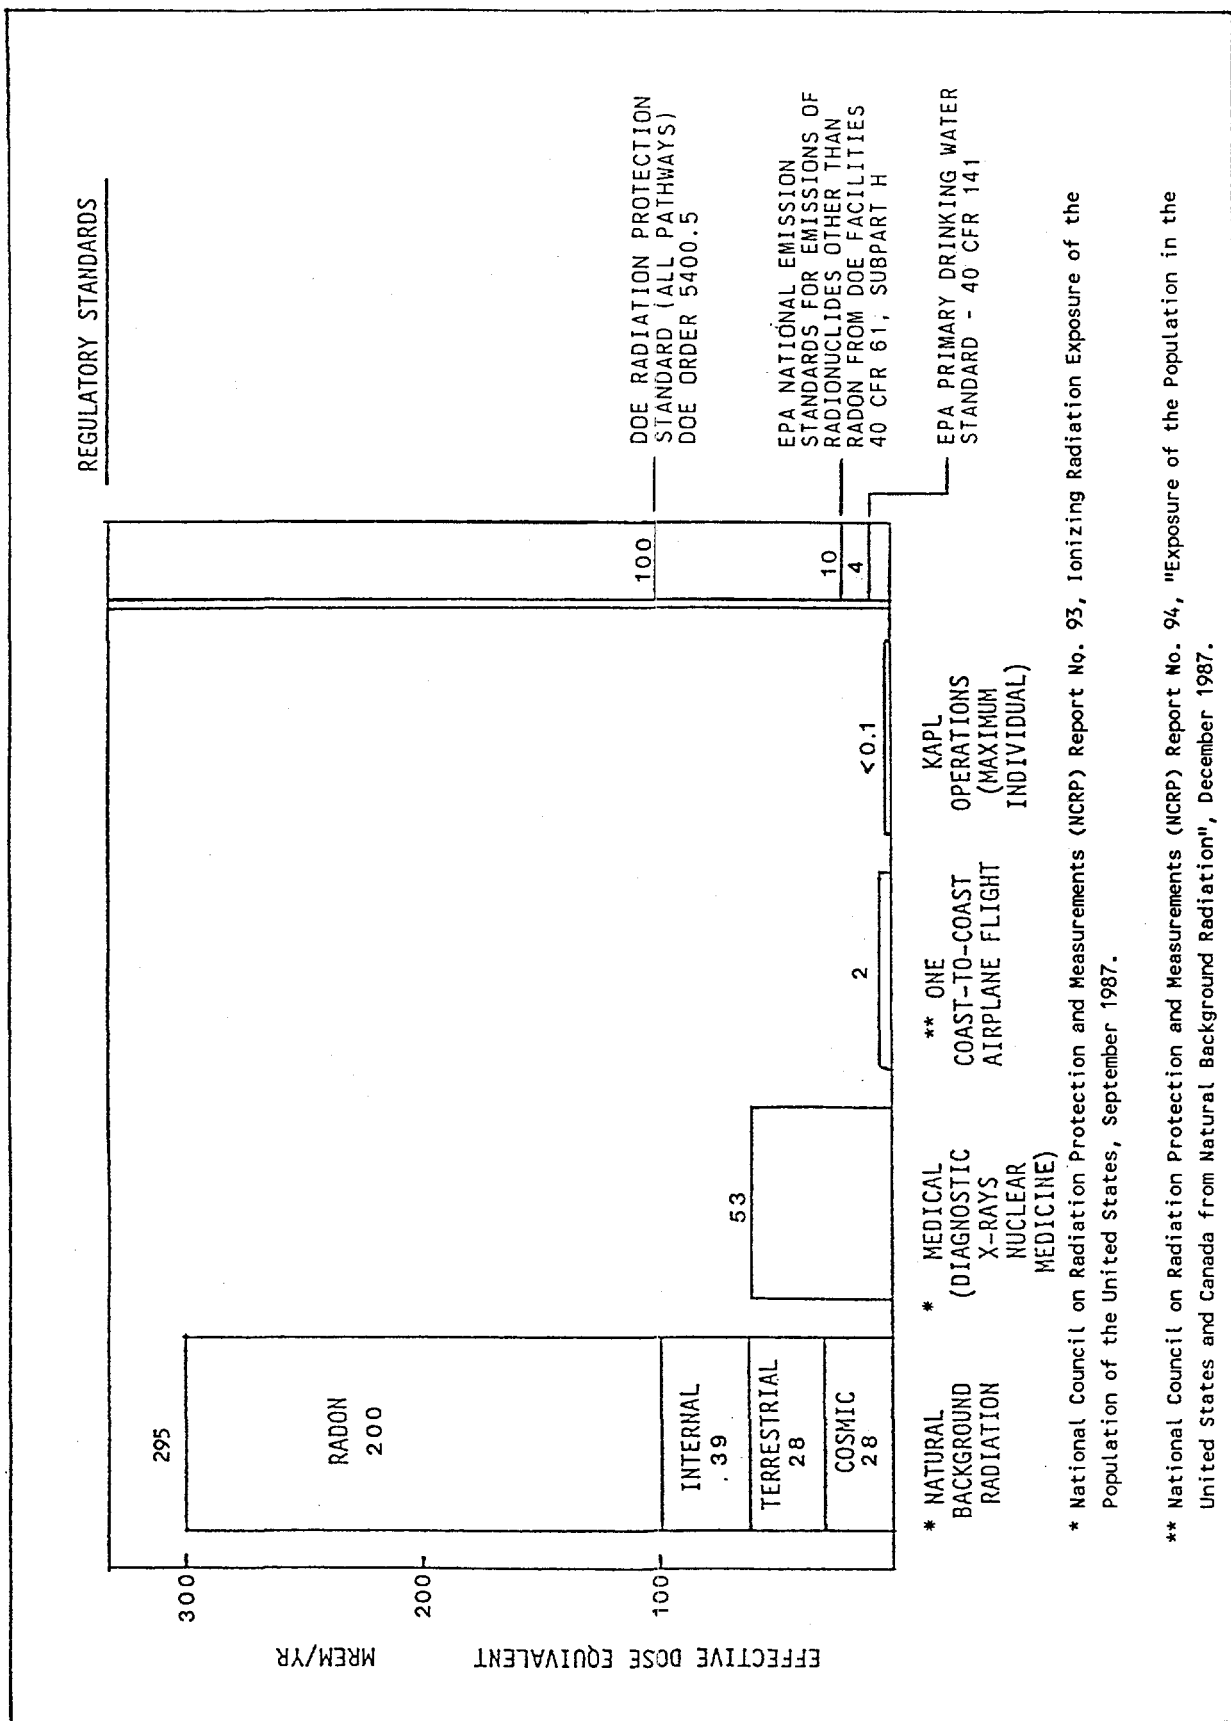 REGULATORY STANDARDS
EFFECTIVE DOSE EQUIVALENT MREM/YR
300
200
100
295
RADON
200
INTERNAL
.39
TERRESTRIAL
28
COSMIC
28
53
2
<0.1
100
10
4
DOE RADIATION PROTECTION
STANDARD (ALL PATHWAYS)
DOE ORDER 5400.5
EPA NATIONAL EMISSION
STANDARDS FOR EMISSIONS OF
RADIONUCLIDES OTHER THAN
RADON FROM DOE FACILITIES
40 CFR 61, SUBPART H
EPA PRIMARY DRINKING WATER
STANDARD - 40 CFR 141
* NATURAL
BACKGROUND
RADIATION
* MEDICAL
(DIAGNOSTIC
X-RAYS
NUCLEAR
MEDICINE)
** ONE
COAST-TO-COAST
AIRPLANE FLIGHT
KAPL
OPERATIONS
(MAXIMUM
INDIVIDUAL)
* National Council on Radiation Protection and Measurements (NCRP) Report No. 93, Ionizing Radiation Exposure of the
Population of the United States, September 1987.
** National Council on Radiation Protection and Measurements (NCRP) Report No. 94, "Exposure of the Population in the
United States and Canada from Natural Background Radiation", December 1987.